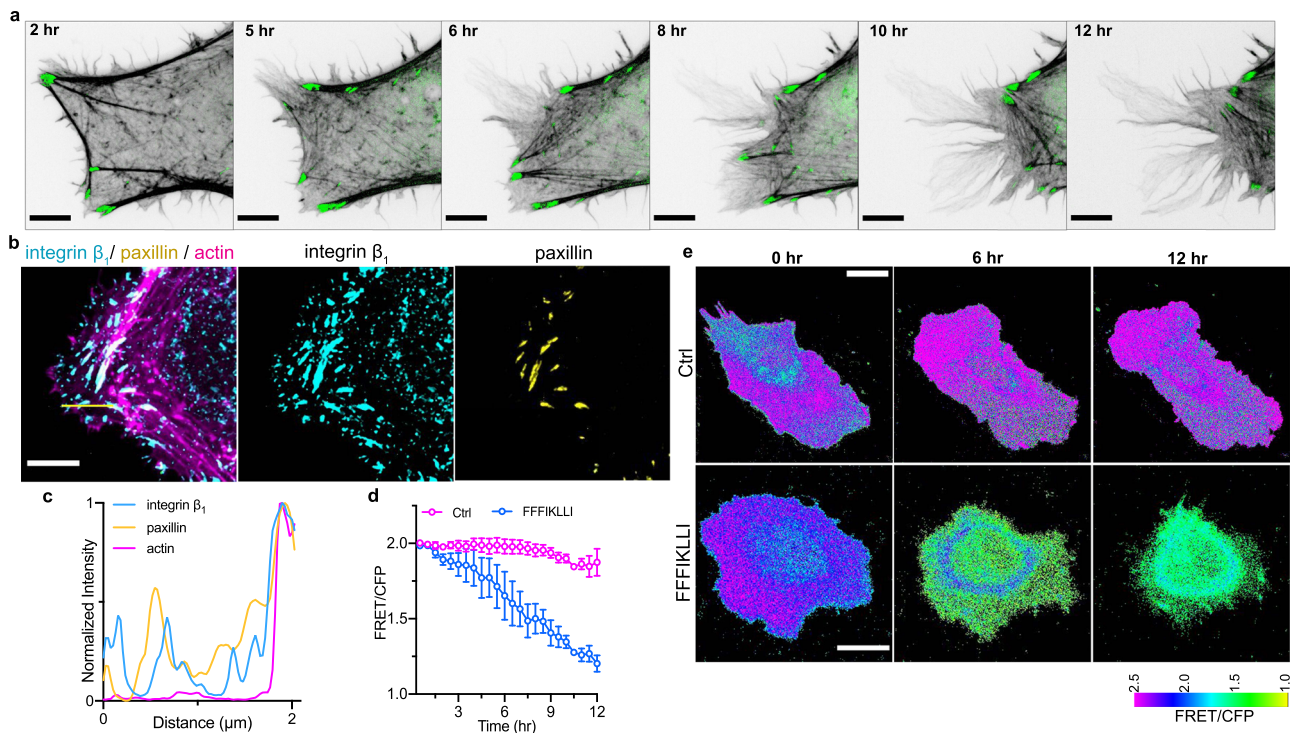 a
2 hr
5 hr
6 hr
8 hr
10 hr
12 hr
b
integrin β₁/ paxillin / actin
integrin β₁
paxillin
c
Normalized Intensity
1
0
integrin β₁
paxillin
actin
0
2
Distance (µm)
d
Ctrl
FFFIKLLI
FRET/CFP
2.0
1.5
1.0
3
6
9
12
Time (hr)
e
0 hr
6 hr
12 hr
Ctrl
FFFIKLLI
2.5
2.0
1.5
1.0
FRET/CFP